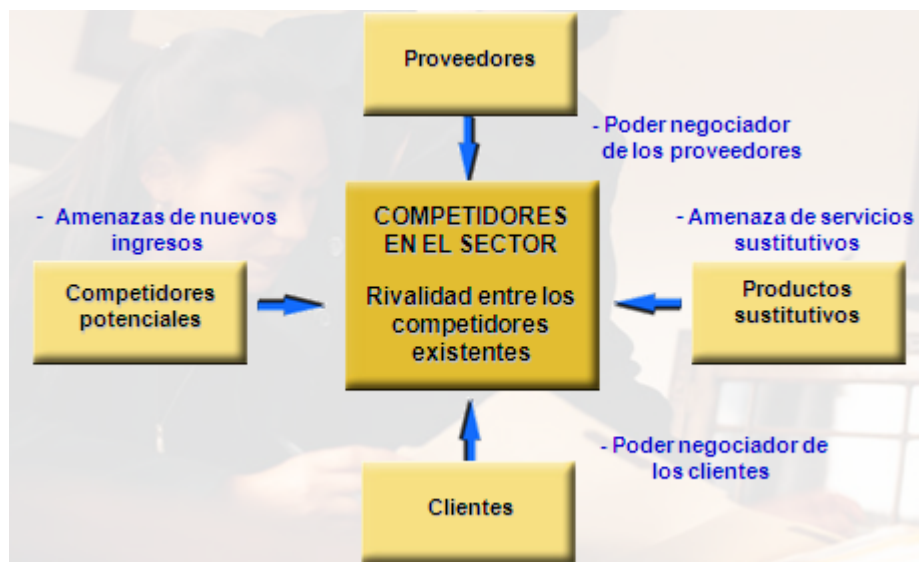 Proveedores
- Poder negociador
de los proveedores
- Amenazas de nuevos
ingresos
COMPETIDORES
EN EL SECTOR
Rivalidad entre los
competidores
existentes
- Amenaza de servicios
sustitutivos
Competidores
potenciales
Productos
sustitutivos
- Poder negociador de
los clientes
Clientes